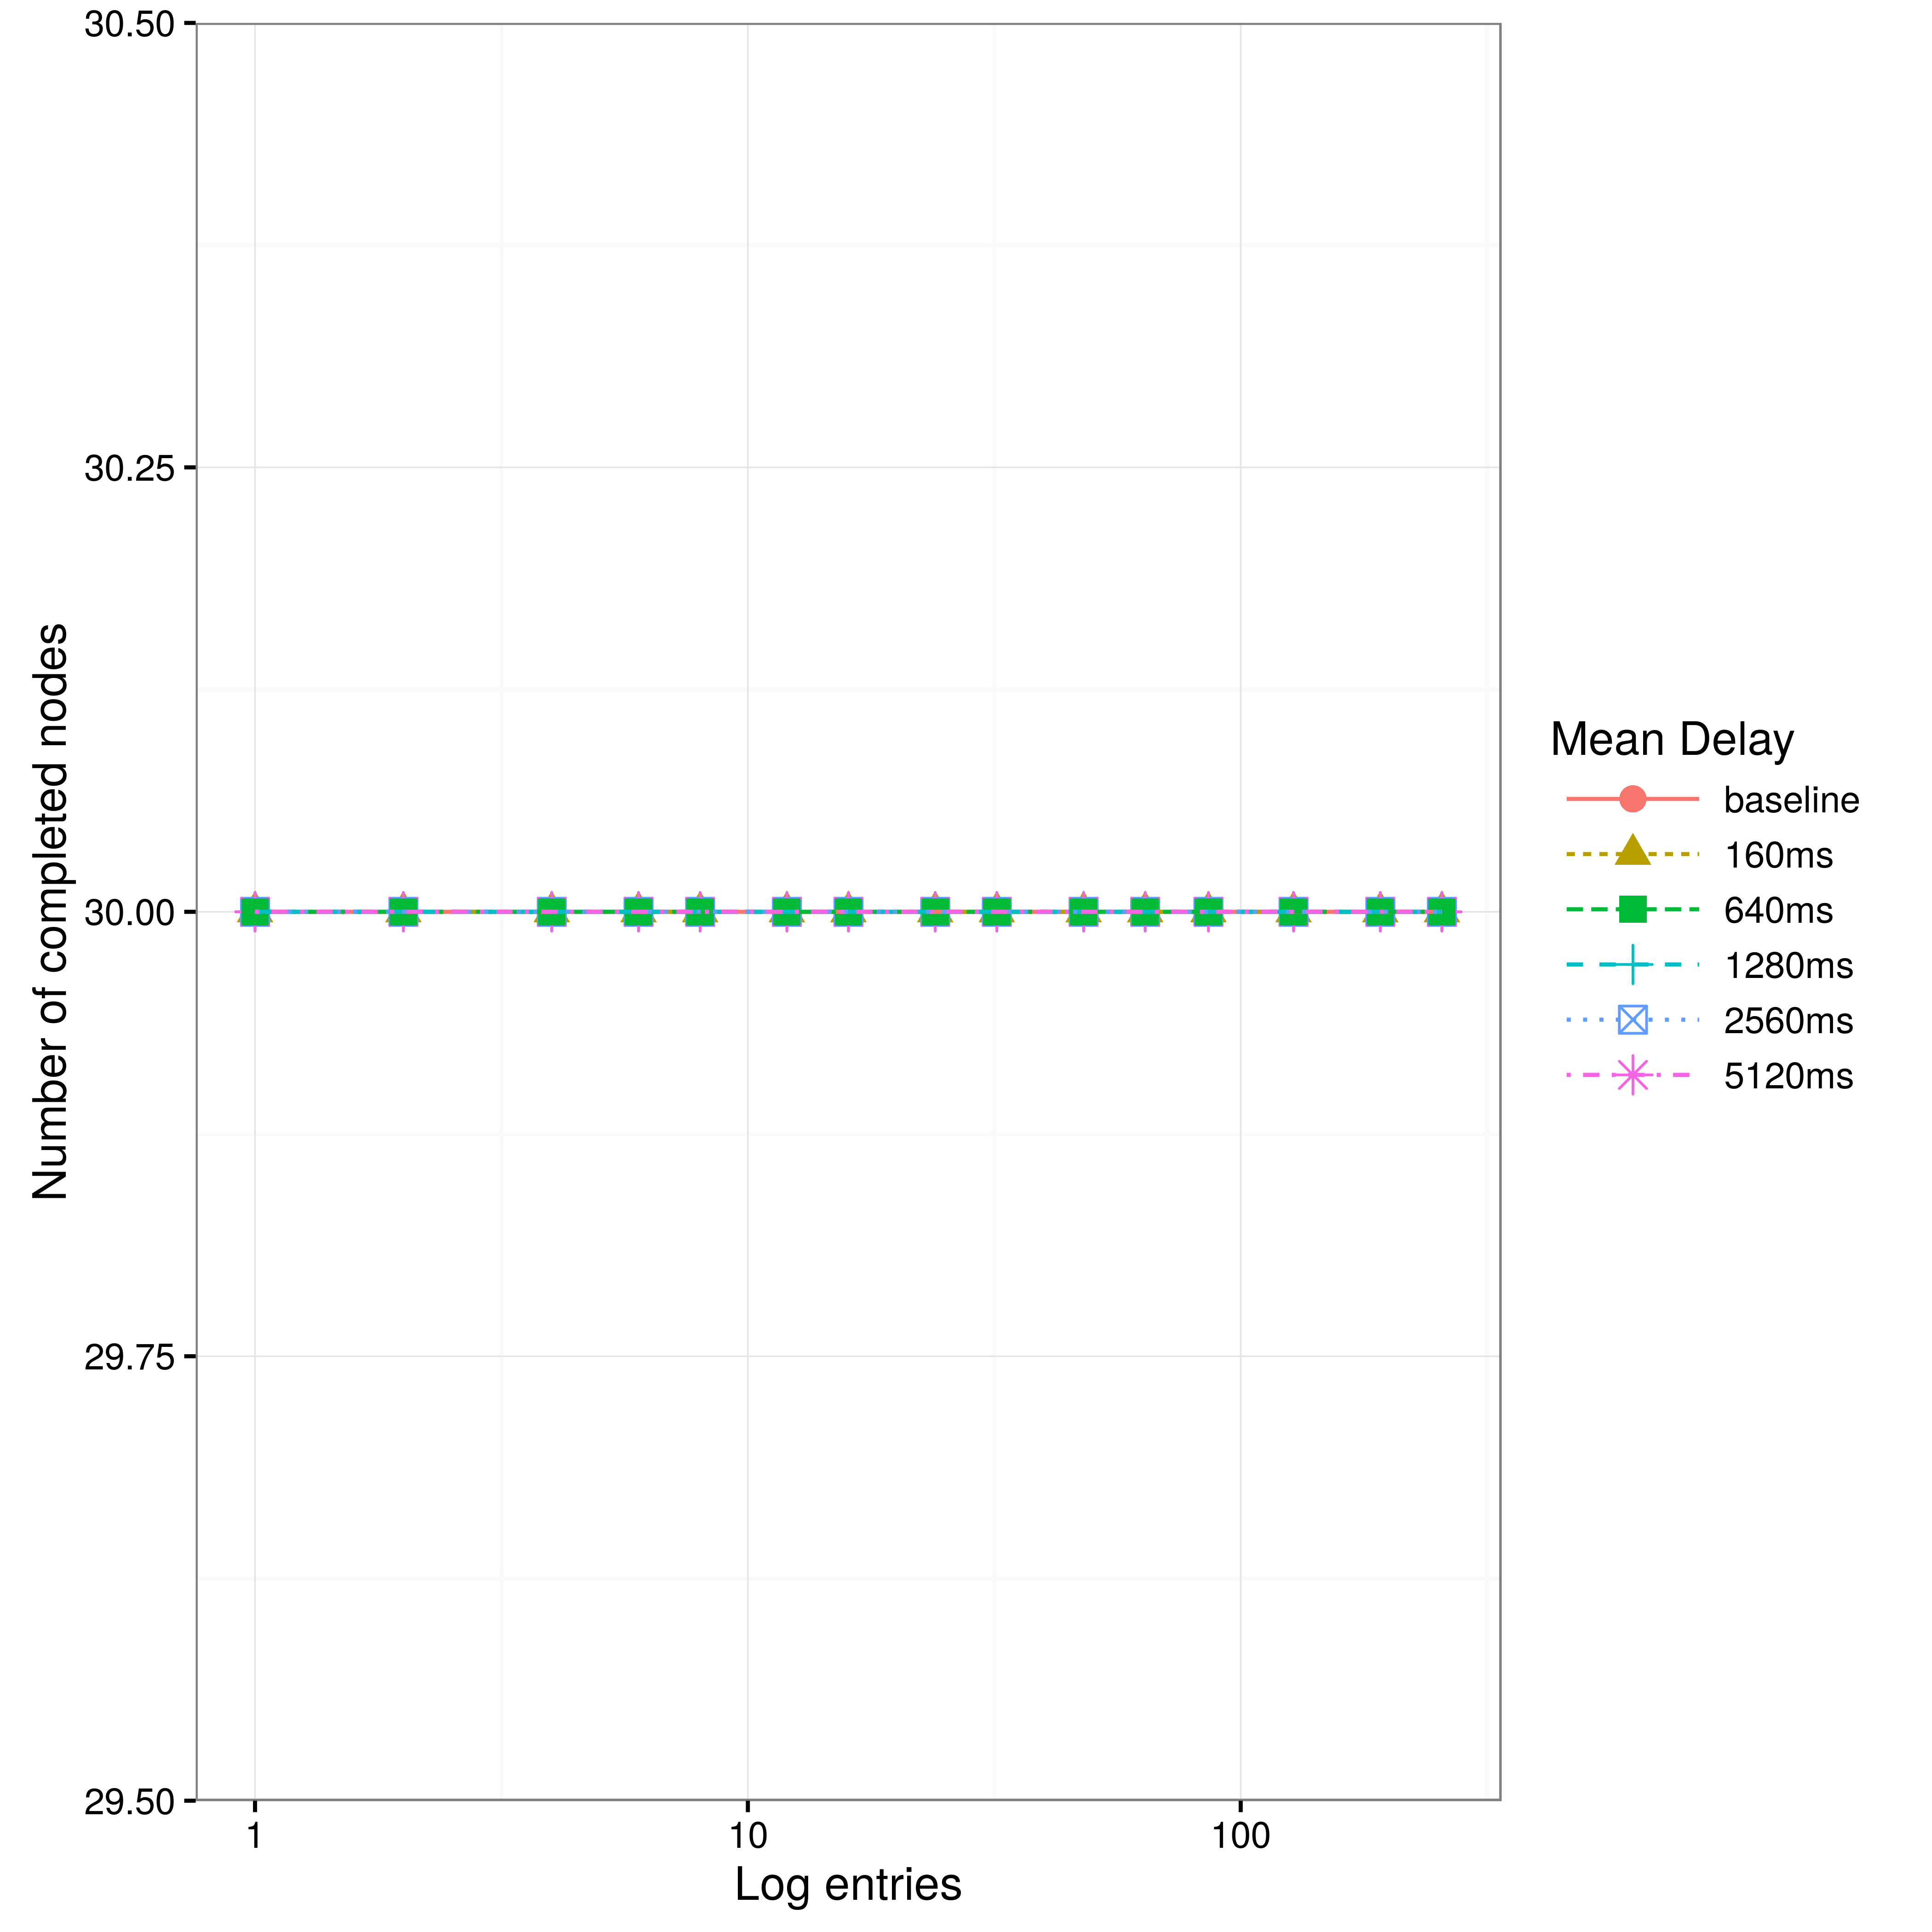 30.50
30.25
30.00
29.75
29.50
Number of completed nodes
1
10
100
Log entries
Mean Delay
baseline
160ms
640ms
1280ms
2560ms
5120ms